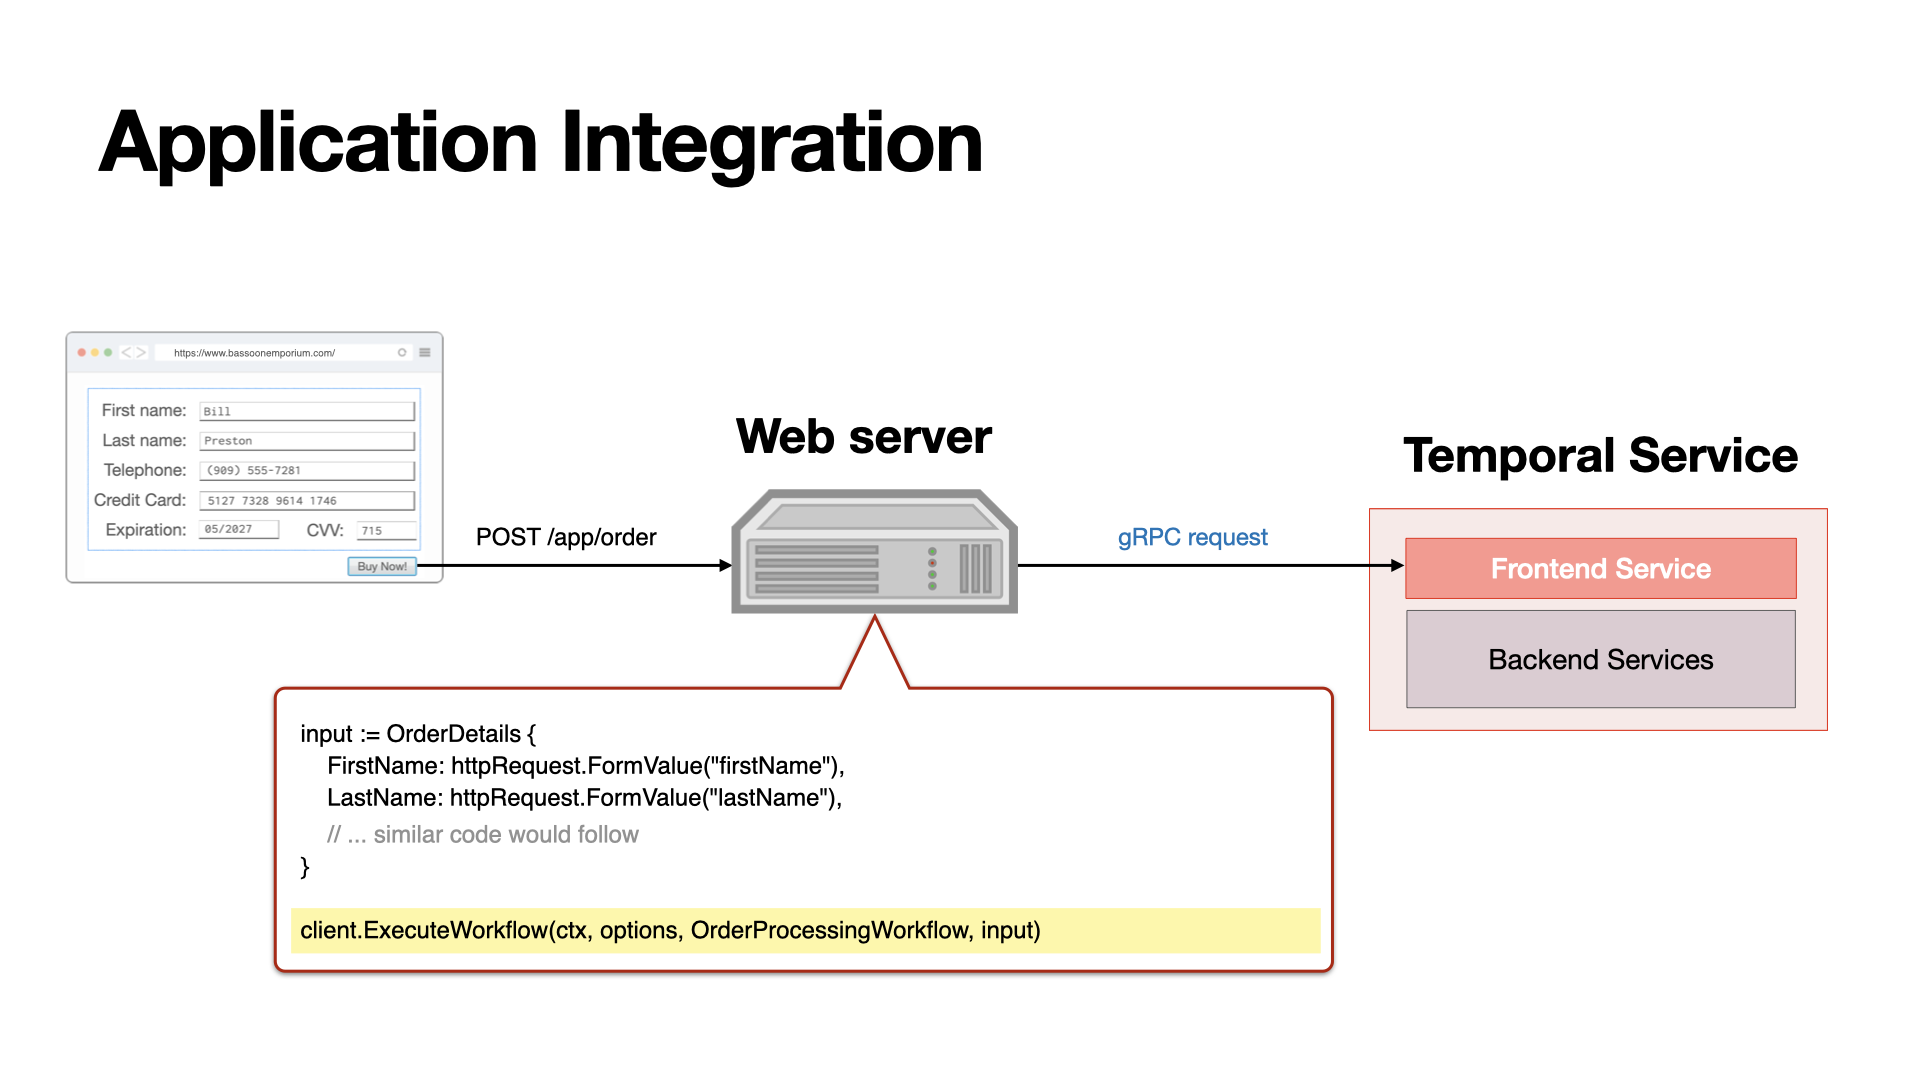 Application Integration
https://www.bassoonemporium.com/
First name: Bill
Last name: Preston
Telephone: (909) 555-7281
Credit Card: 5127 7328 9614 1746
Expiration: 05/2027 CVV: 715
Buy Now!
POST /app/order
Web server
gRPC request
Temporal Service
Frontend Service
Backend Services
input := OrderDetails {
FirstName: httpRequest.FormValue("firstName"),
LastName: httpRequest.FormValue("lastName"),
// ... similar code would follow
}
client.ExecuteWorkflow(ctx, options, OrderProcessingWorkflow, input)